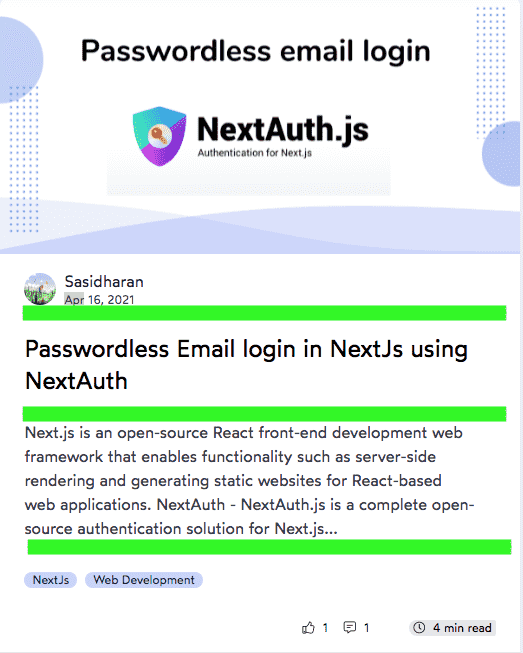 Passwordless email login
NextAuth.js
Authentication for Next.js
Sasidharan
Apr 16, 2021
Passwordless Email login in NextJs using
NextAuth
Next.js is an open-source React front-end development web
framework that enables functionality such as server-side
rendering and generating static websites for React-based
web applications. NextAuth - NextAuth.js is a complete open-
source authentication solution for Next.js...
NextJs Web Development
1 1 4 min read